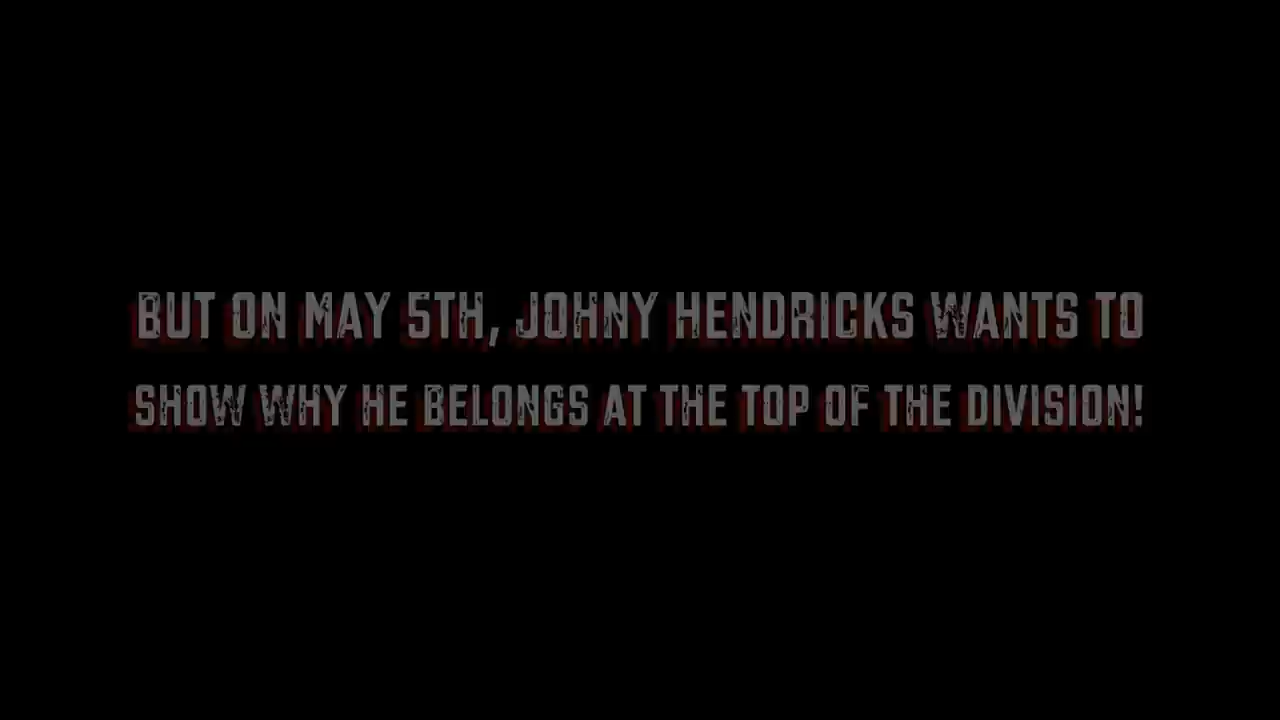 BUT ON MAY 5TH, JOHNY HENDRICKS WANTS TO
SHOW WHY HE BELONGS AT THE TOP OF THE DIVISION!